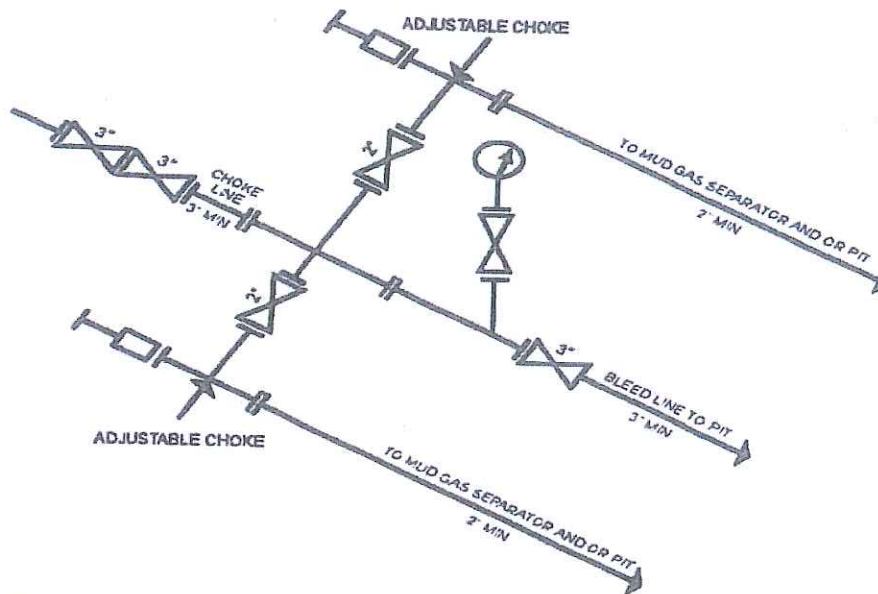 ADJUSTABLE CHOKE
3"
3"
CHOKE
LINE
3" MIN
2"
TO MUD GAS SEPARATOR AND OR PIT
2" MIN
2"
3"
BLEED LINE TO PIT
3" MIN
ADJUSTABLE CHOKE
TO MUD GAS SEPARATOR AND OR PIT
2" MIN